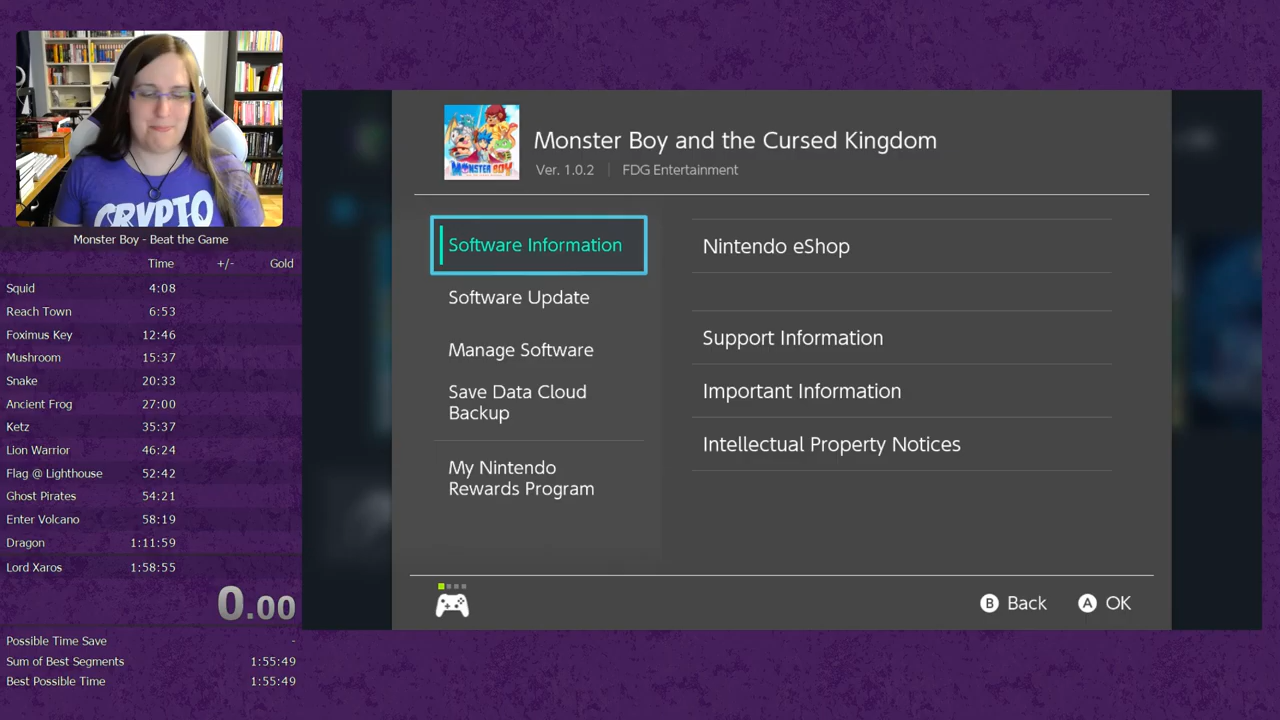 CRYPTO
Monster Boy - Beat the Game
Time +/- Gold
Squid 4:08
Reach Town 6:53
Foximus Key 12:46
Mushroom 15:37
Snake 20:33
Ancient Frog 27:00
Ketz 35:37
Lion Warrior 46:24
Flag @ Lighthouse 52:42
Ghost Pirates 54:21
Enter Volcano 58:19
Dragon 1:11:59
Lord Xaros 1:58:55
0.00
Possible Time Save -
Sum of Best Segments 1:55:49
Best Possible Time 1:55:49
MONSTER BOY
Monster Boy and the Cursed Kingdom
Ver. 1.0.2 | FDG Entertainment
Software Information
Software Update
Manage Software
Save Data Cloud
Backup
My Nintendo
Rewards Program
Nintendo eShop
Support Information
Important Information
Intellectual Property Notices
B Back A OK